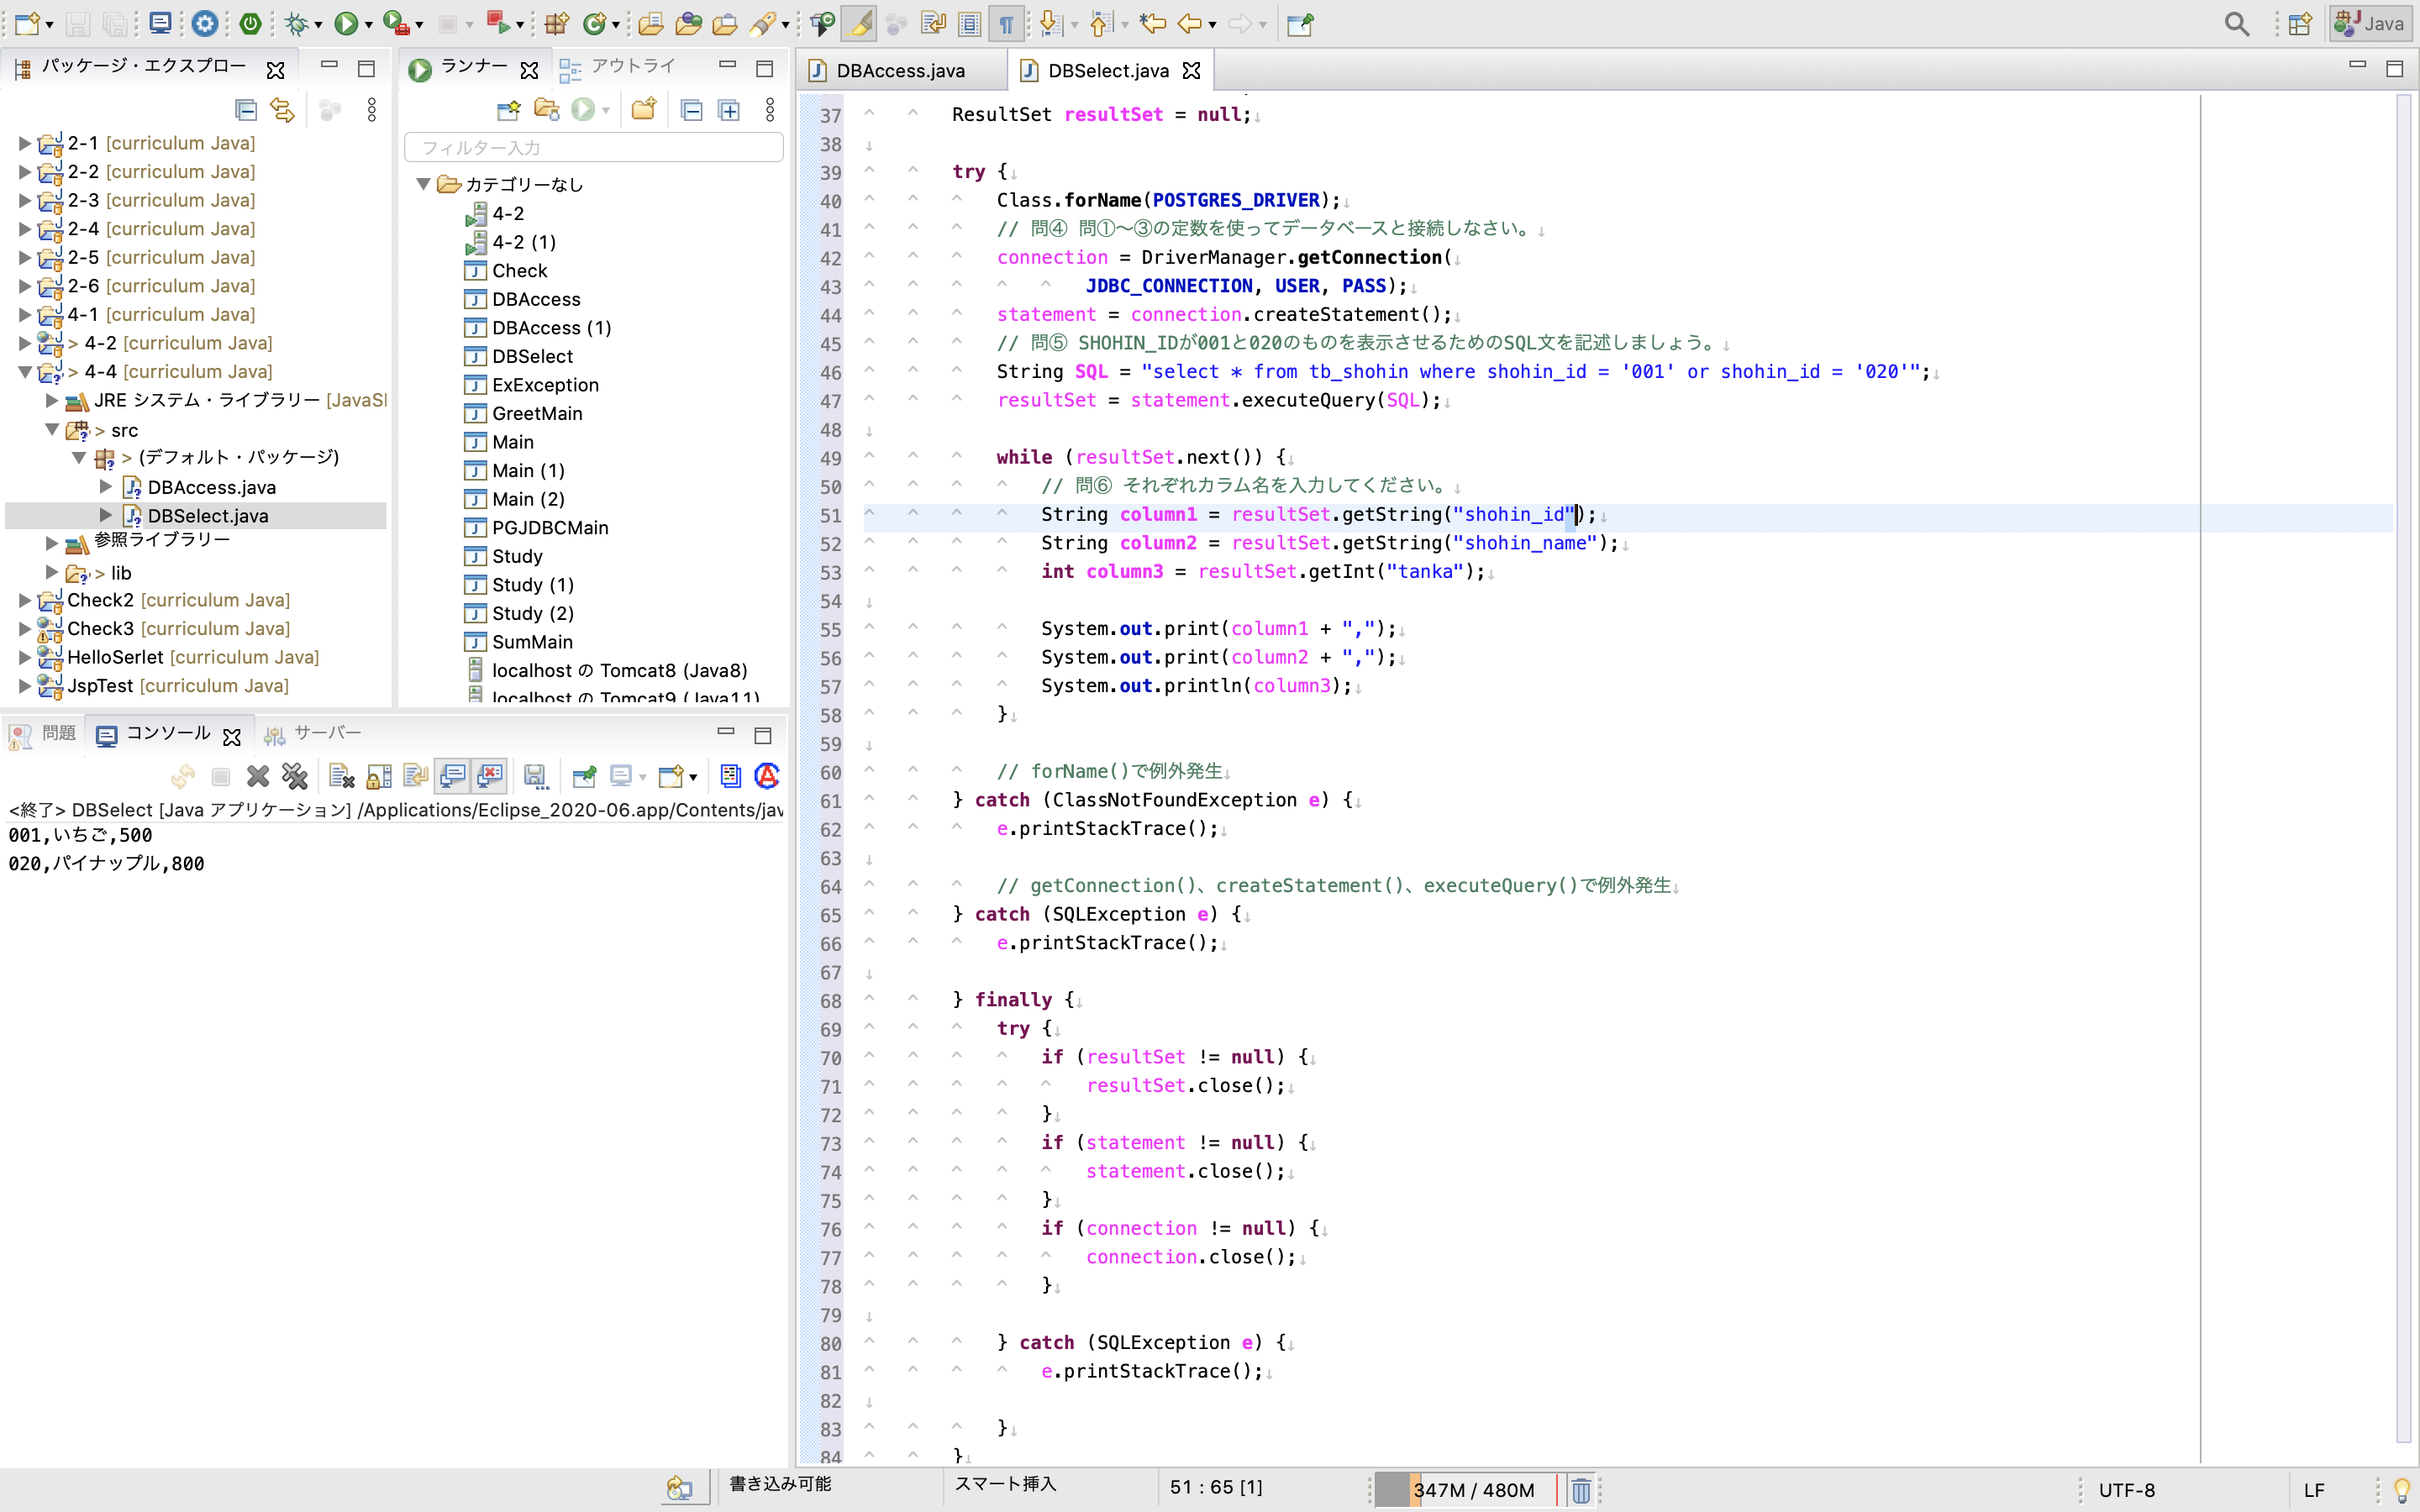 Java
パッケージ・エクスプロー
2-1 [curriculum Java]
2-2 [curriculum Java]
2-3 [curriculum Java]
2-4 [curriculum Java]
2-5 [curriculum Java]
2-6 [curriculum Java]
4-1 [curriculum Java]
> 4-2 [curriculum Java]
> 4-4 [curriculum Java]
JRE システム・ライブラリー [JavaSI
> src
> (デフォルト・パッケージ)
DBAccess.java
DBSelect.java
参照ライブラリー
> lib
Check2 [curriculum Java]
Check3 [curriculum Java]
HelloSerlet [curriculum Java]
JspTest [curriculum Java]
ランナー アウトライ
フィルター入力
カテゴリーなし
4-2
4-2 (1)
Check
DBAccess
DBAccess (1)
DBSelect
ExException
GreetMain
Main
Main (1)
Main (2)
PGJDBCMain
Study
Study (1)
Study (2)
SumMain
localhost の Tomcat8 (Java8)
localhost の Tomcat9 (Java11)
問題 コンソール サーバー
<終了> DBSelect [Java アプリケーション] /Applications/Eclipse_2020-06.app/Contents/jav
001,いちご,500
020,パイナップル,800
DBAccess.java DBSelect.java
37 ResultSet resultSet = null;
38
39 try {
40 Class.forName(POSTGRES_DRIVER);
41 // 問④ 問①〜③の定数を使ってデータベースと接続しなさい。
42 connection = DriverManager.getConnection(
43 JDBC_CONNECTION, USER, PASS);
44 statement = connection.createStatement();
45 // 問⑤ SHOHIN_IDが001と020のものを表示させるためのSQL文を記述しましょう。
46 String SQL = "select * from tb_shohin where shohin_id = '001' or shohin_id = '020'";
47 resultSet = statement.executeQuery(SQL);
48
49 while (resultSet.next()) {
50 // 問⑥ それぞれカラム名を入力してください。
51 String column1 = resultSet.getString("shohin_id");
52 String column2 = resultSet.getString("shohin_name");
53 int column3 = resultSet.getInt("tanka");
54
55 System.out.print(column1 + ",");
56 System.out.print(column2 + ",");
57 System.out.println(column3);
58 }
59
60 // forName()で例外発生
61 } catch (ClassNotFoundException e) {
62 e.printStackTrace();
63
64 // getConnection()、createStatement()、executeQuery()で例外発生
65 } catch (SQLException e) {
66 e.printStackTrace();
67
68 } finally {
69 try {
70 if (resultSet != null) {
71 resultSet.close();
72 }
73 if (statement != null) {
74 statement.close();
75 }
76 if (connection != null) {
77 connection.close();
78 }
79
80 } catch (SQLException e) {
81 e.printStackTrace();
82
83 }
84 }
書き込み可能 スマート挿入 51 : 65 [1] 347M / 480M UTF-8 LF